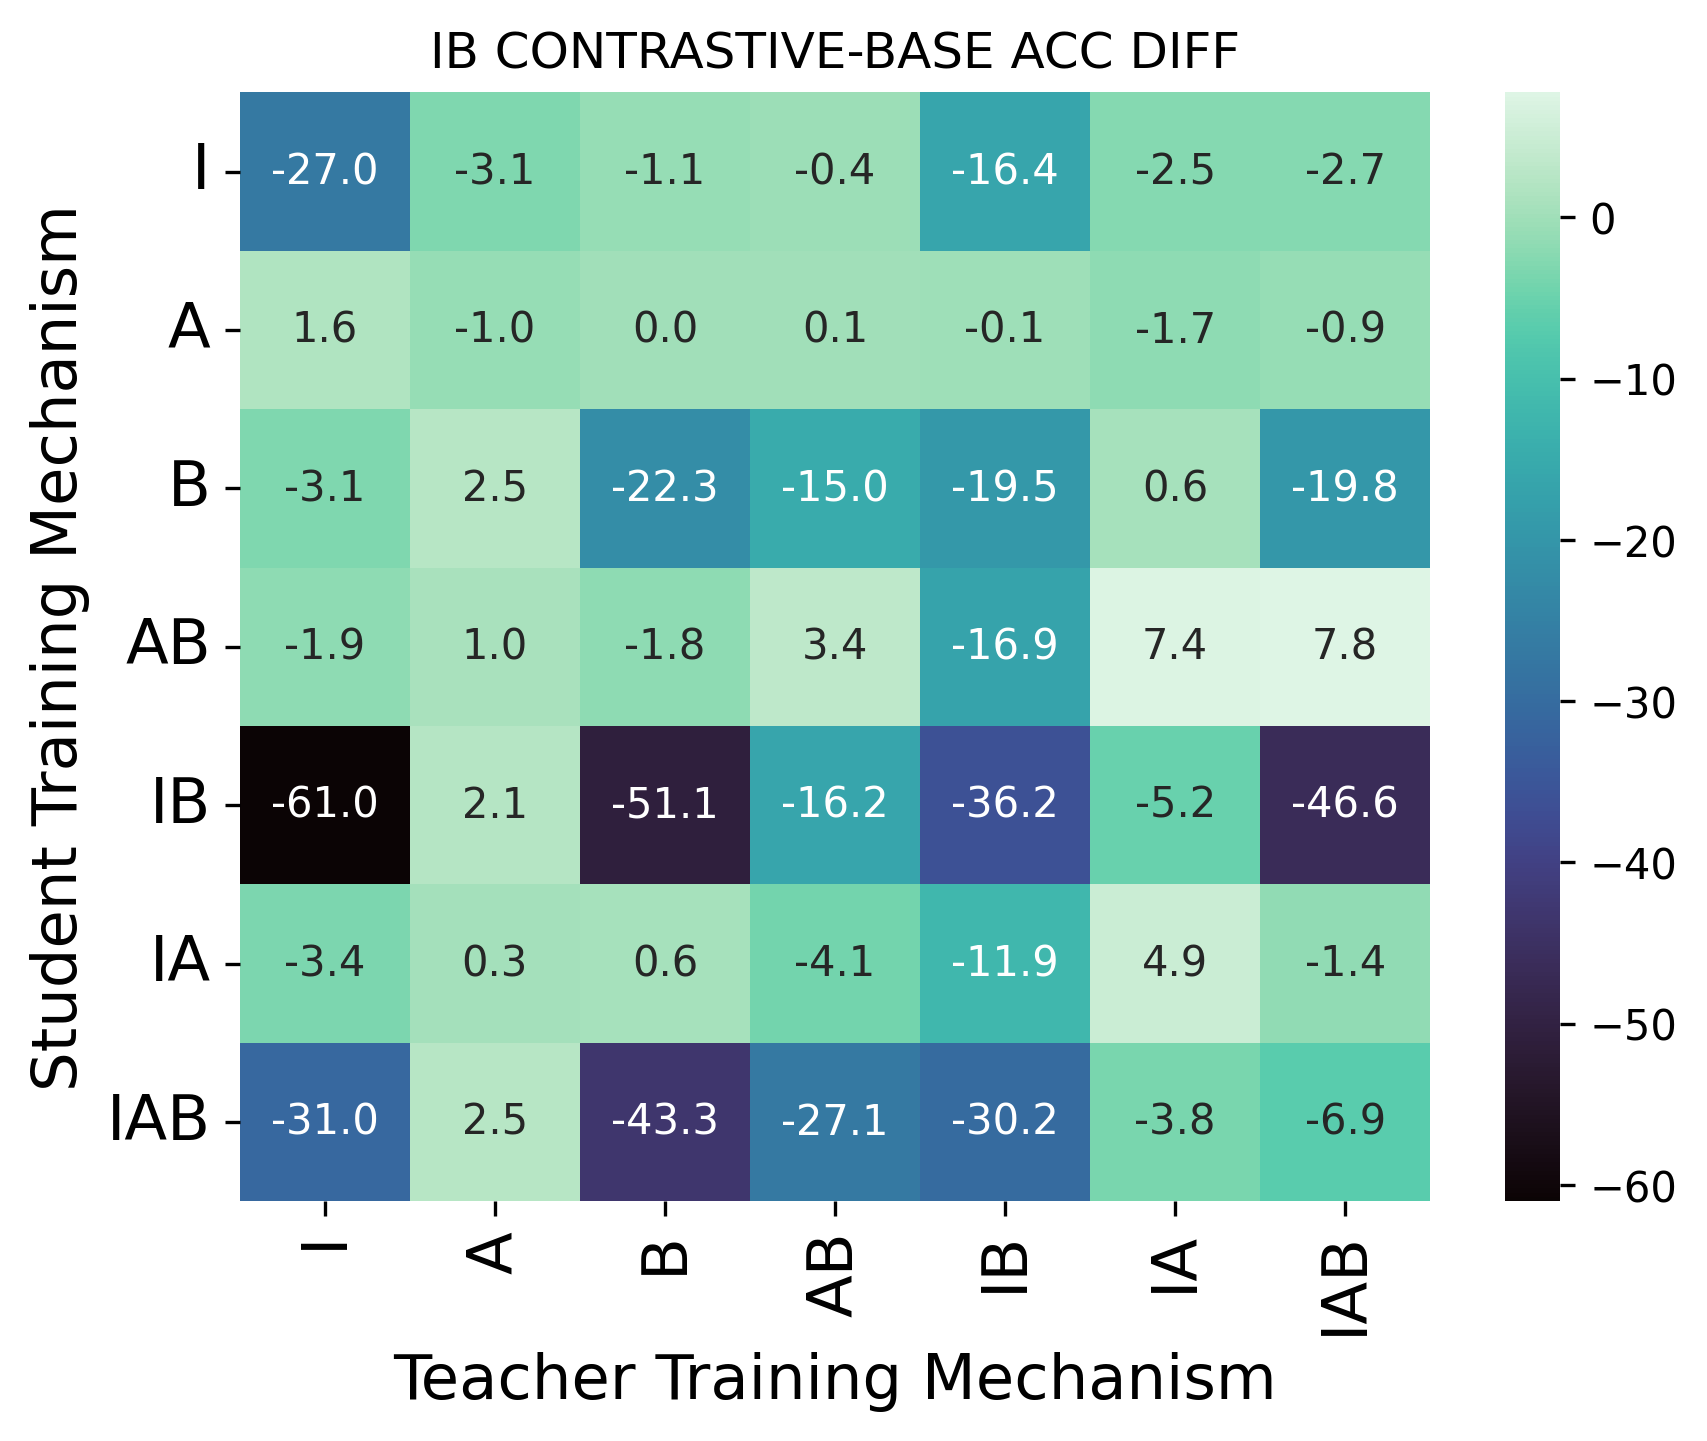 IB CONTRASTIVE-BASE ACC DIFF
Student Training Mechanism
I -27.0 -3.1 -1.1 -0.4 -16.4 -2.5 -2.7
A 1.6 -1.0 0.0 0.1 -0.1 -1.7 -0.9
B -3.1 2.5 -22.3 -15.0 -19.5 0.6 -19.8
AB -1.9 1.0 -1.8 3.4 -16.9 7.4 7.8
IB -61.0 2.1 -51.1 -16.2 -36.2 -5.2 -46.6
IA -3.4 0.3 0.6 -4.1 -11.9 4.9 -1.4
IAB -31.0 2.5 -43.3 -27.1 -30.2 -3.8 -6.9
I A B AB IB IA IAB
Teacher Training Mechanism
0
−10
−20
−30
−40
−50
−60